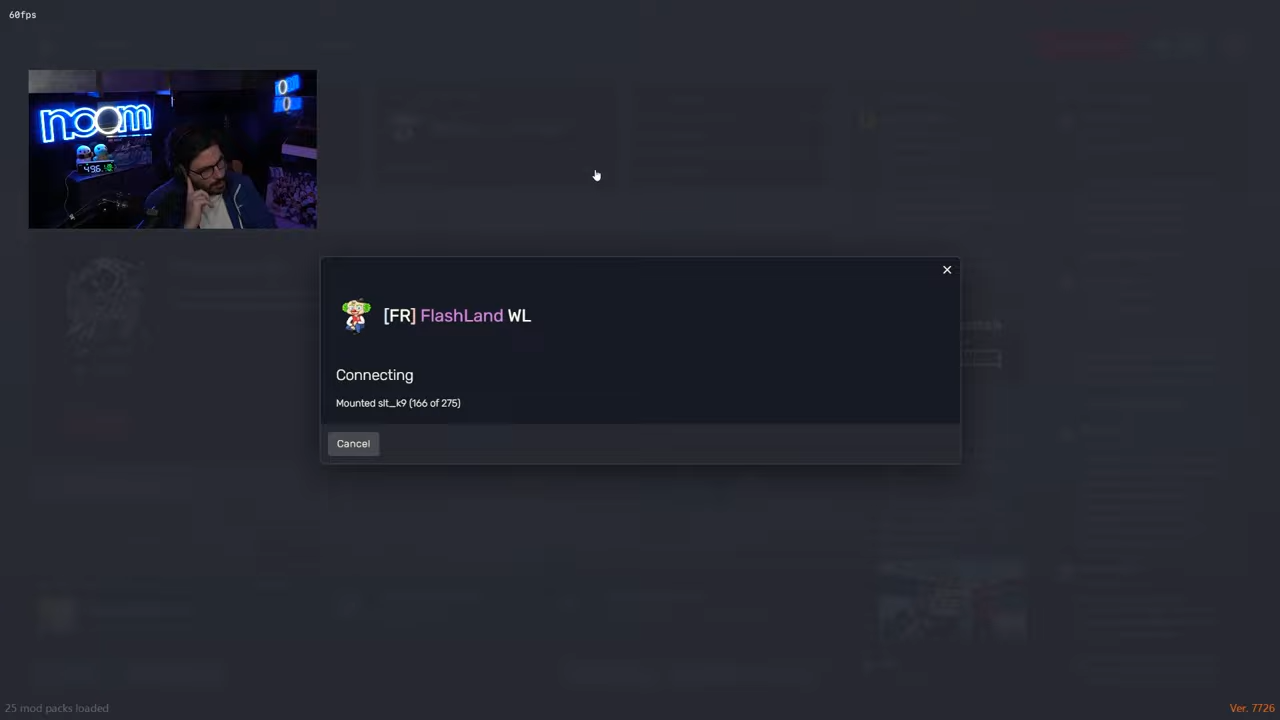 60fps
noom
[FR] FlashLand WL
Connecting
Mounted slt_k9 (166 of 275)
Cancel
25 mod packs loaded
Ver. 7726